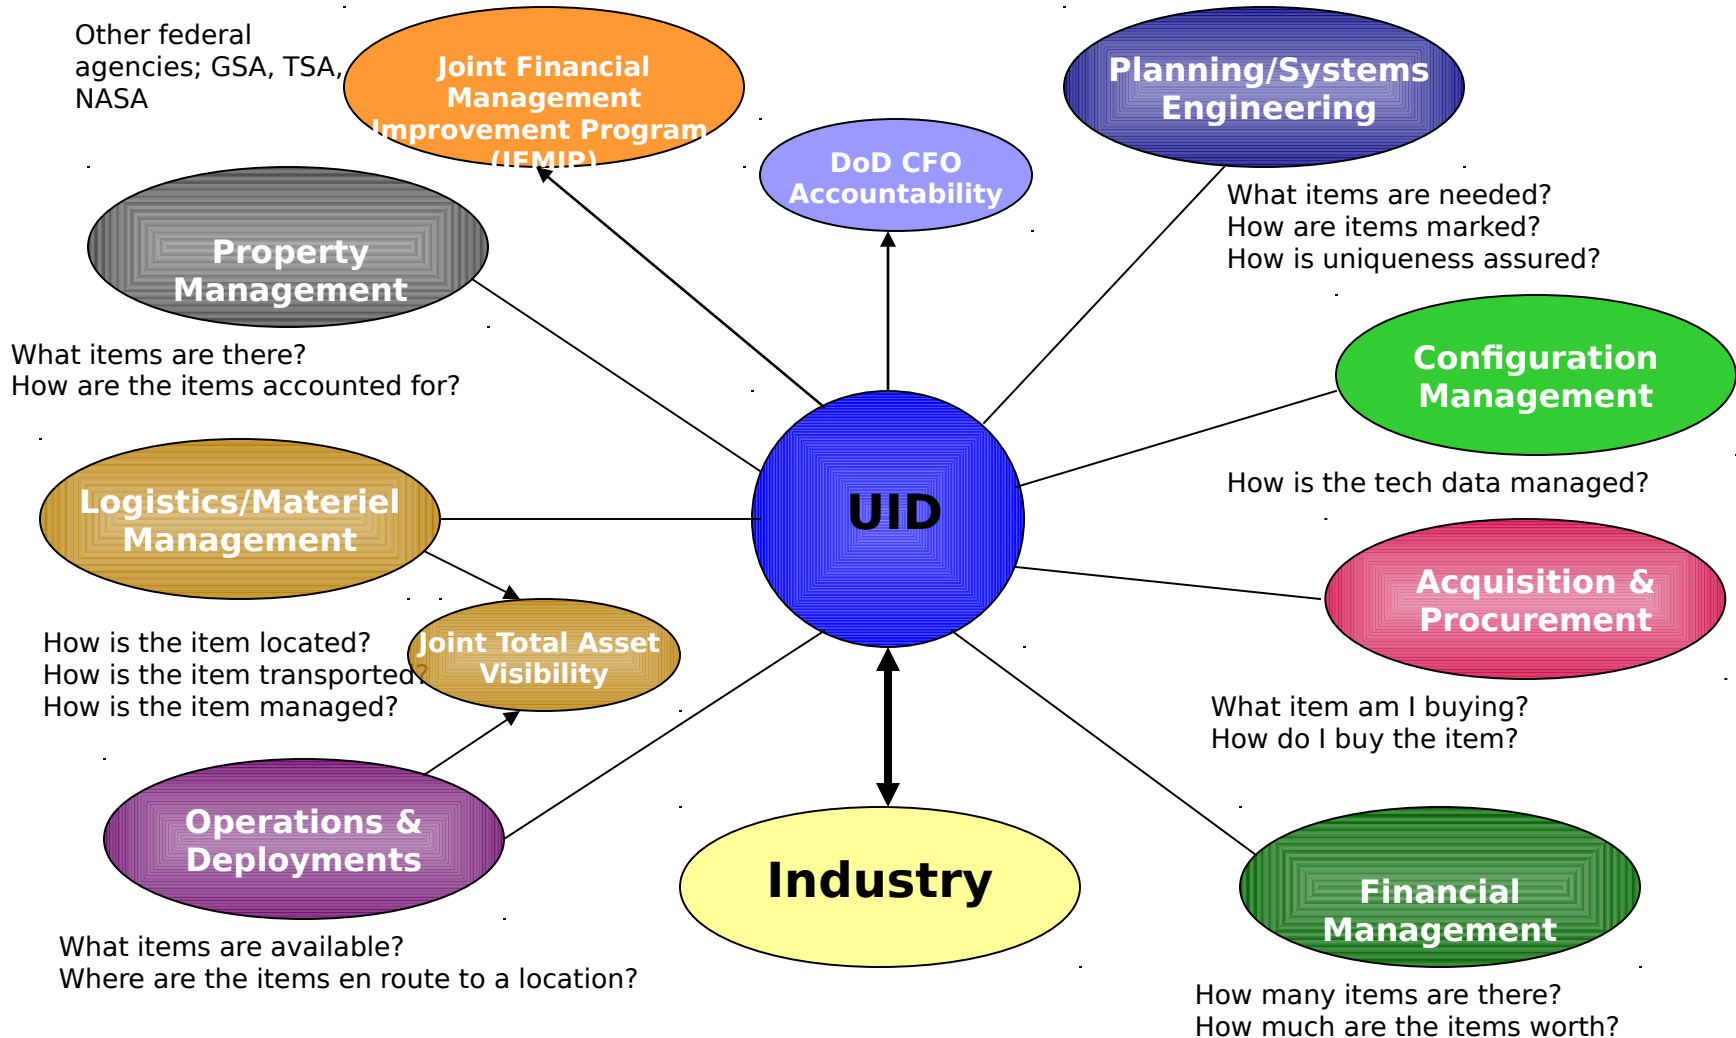 Other federal
agencies; GSA, TSA,
NASA
Joint Financial
Management
Improvement Program
(JFMIP)
DoD CFO
Accountability
Planning/Systems
Engineering
What items are needed?
How are items marked?
How is uniqueness assured?
Property
Management
What items are there?
How are the items accounted for?
Configuration
Management
How is the tech data managed?
Logistics/Materiel
Management
UID
Acquisition &
Procurement
How is the item located?
How is the item transported?
How is the item managed?
Joint Total Asset
Visibility
What item am I buying?
How do I buy the item?
Operations &
Deployments
What items are available?
Where are the items en route to a location?
Industry
Financial
Management
How many items are there?
How much are the items worth?